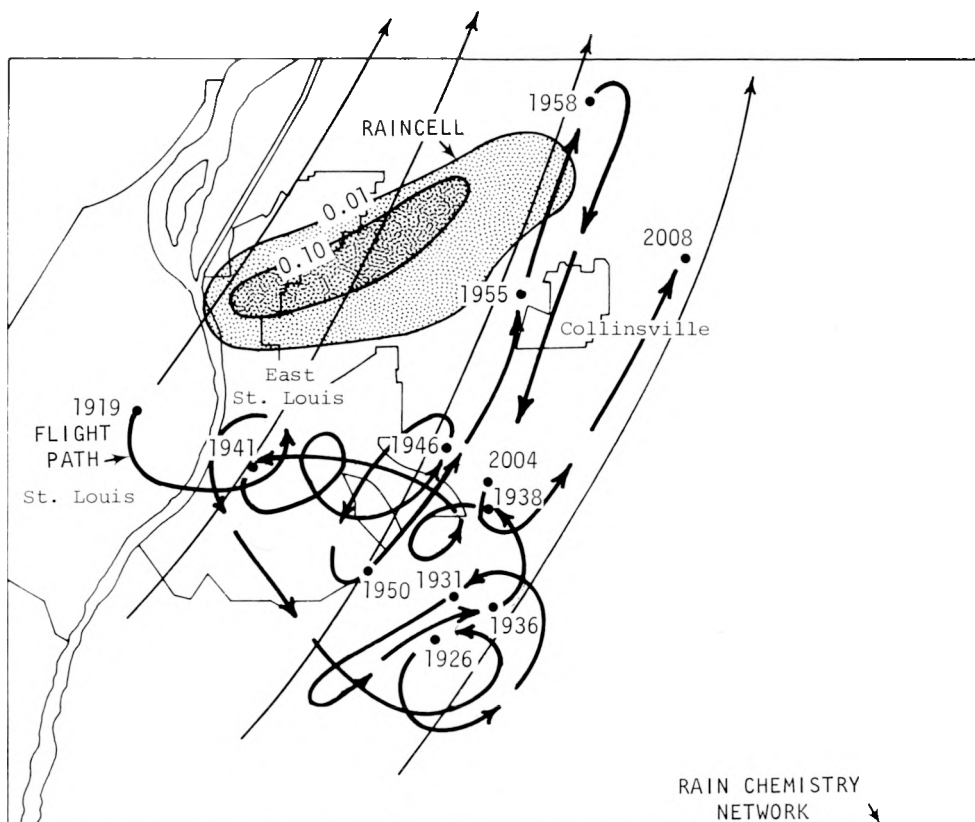 1958
RAINCELL
0.01
0.10
2008
1955
Collinsville
East
St. Louis
1919
FLIGHT
PATH
1941
1946
2004
St. Louis
1938
1950
1931
1936
1926
RAIN CHEMISTRY
NETWORK